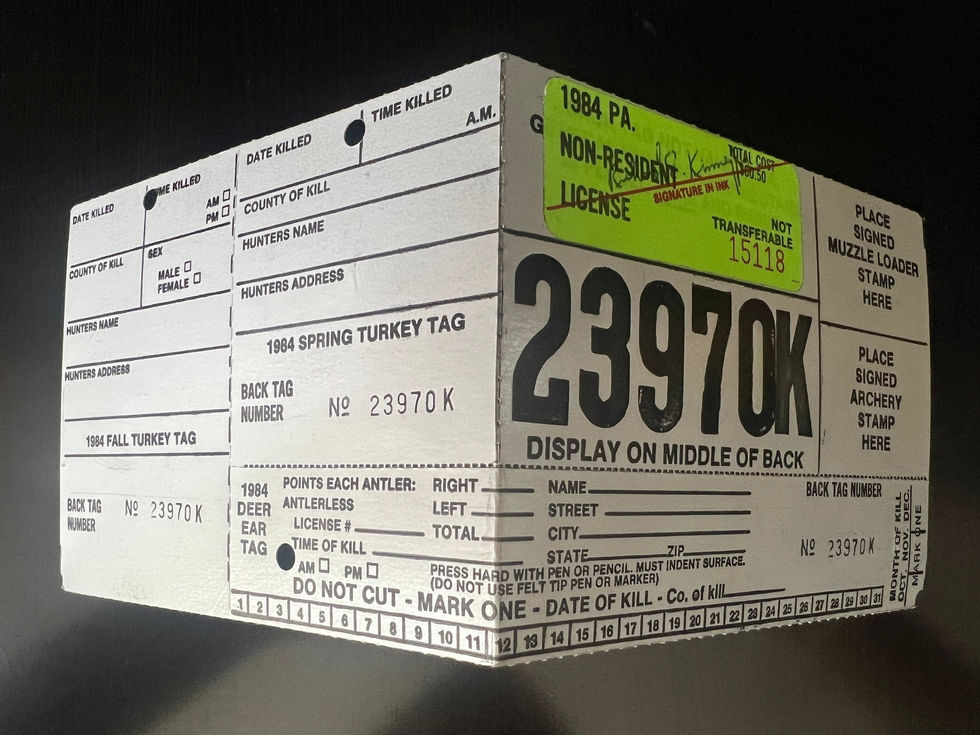 DATE KILLED
TIME KILLED
AM
PM
COUNTY OF KILL
SEX
MALE
FEMALE
HUNTERS NAME
HUNTERS ADDRESS
1984 FALL TURKEY TAG
BACK TAG
NUMBER
Nº 23970K
DATE KILLED
TIME KILLED
A.M.
COUNTY OF KILL
HUNTERS NAME
HUNTERS ADDRESS
1984 SPRING TURKEY TAG
BACK TAG
NUMBER
Nº 23970K
1984 PA.
NON-RESIDENT
LICENSE
TOTAL COST
SIGNATURE IN INK
NOT
TRANSFERABLE
15118
23970K
DISPLAY ON MIDDLE OF BACK
PLACE
SIGNED
MUZZLE LOADER
STAMP
HERE
PLACE
SIGNED
ARCHERY
STAMP
HERE
1984
DEER
EAR
TAG
POINTS EACH ANTLER: RIGHT
ANTLERLESS LEFT
LICENSE # TOTAL
TIME OF KILL
AM PM
NAME
STREET
CITY
STATE ZIP
BACK TAG NUMBER
Nº 23970K
MONTH OF KILL
OCT. NOV. DEC.
MARK ONE
PRESS HARD WITH PEN OR PENCIL. MUST INDENT SURFACE.
(DO NOT USE FELT TIP PEN OR MARKER)
DO NOT CUT - MARK ONE - DATE OF KILL - Co. of kill
1 2 3 4 5 6 7 8 9 10 11 12 13 14 15 16 17 18 19 20 21 22 23 24 25 26 27 28 29 30 31